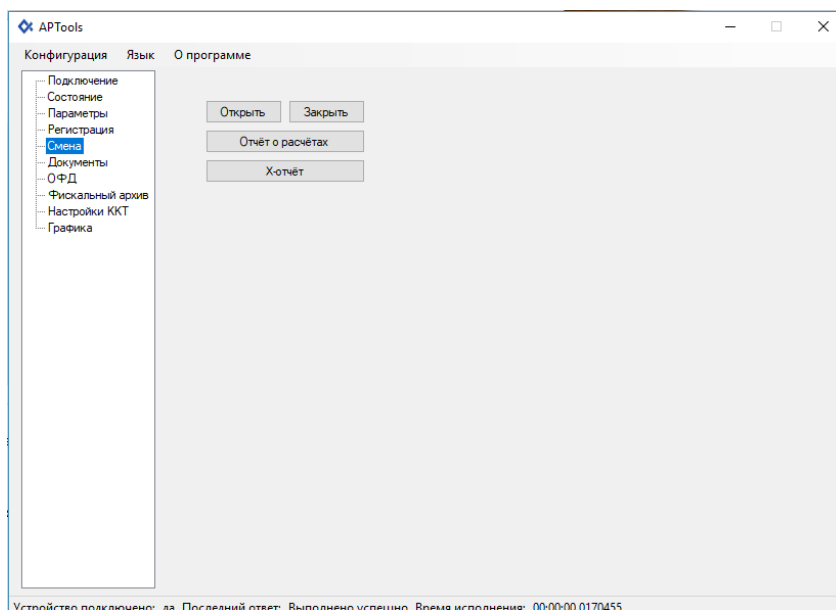 APTools
Конфигурация Язык О программе
Подключение
Состояние
Параметры
Регистрация
Смена
Документы
ОФД
Фискальный архив
Настройки ККТ
Графика
Открыть Закрыть
Отчёт о расчётах
Х-отчёт
Устройство подключено: да Последний ответ: Выполнено успешно Время исполнения: 00:00:00.0170455